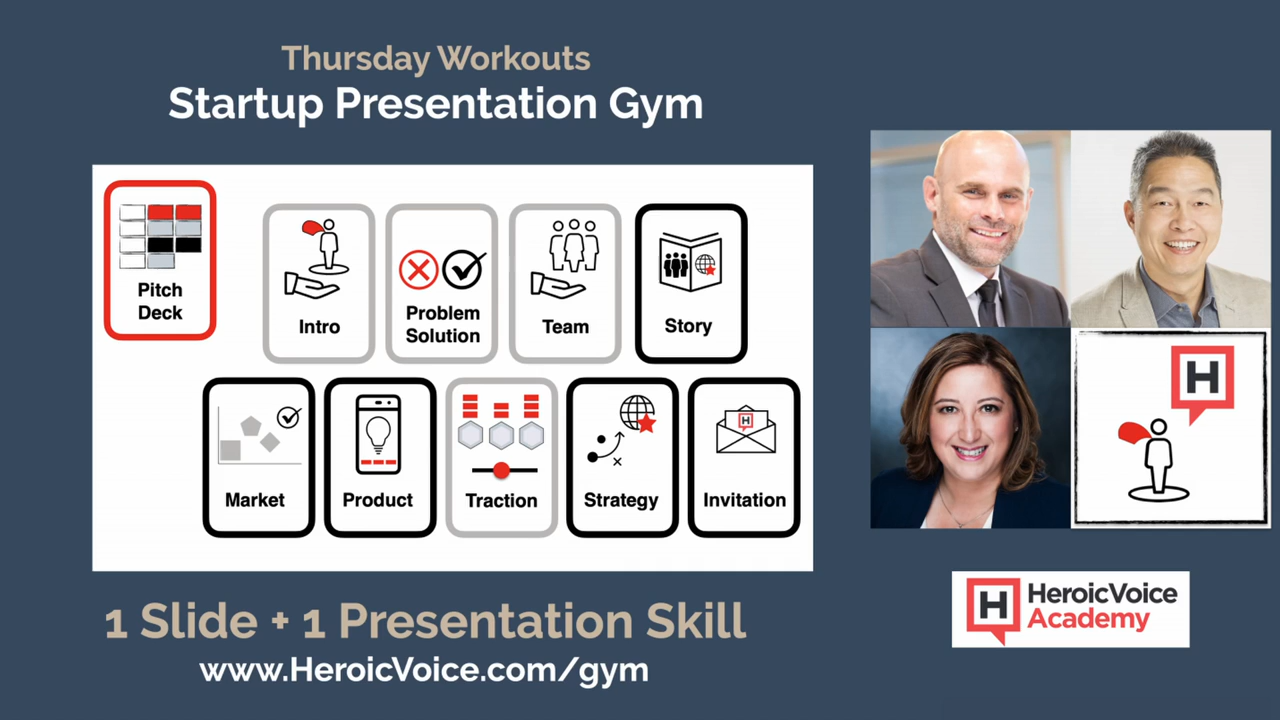 Thursday Workouts
Startup Presentation Gym
Pitch
Deck
Intro
Problem
Solution
Team
Story
Market
Product
Traction
Strategy
H
Invitation
H
1 Slide + 1 Presentation Skill
www.HeroicVoice.com/gym
H
HeroicVoice
Academy